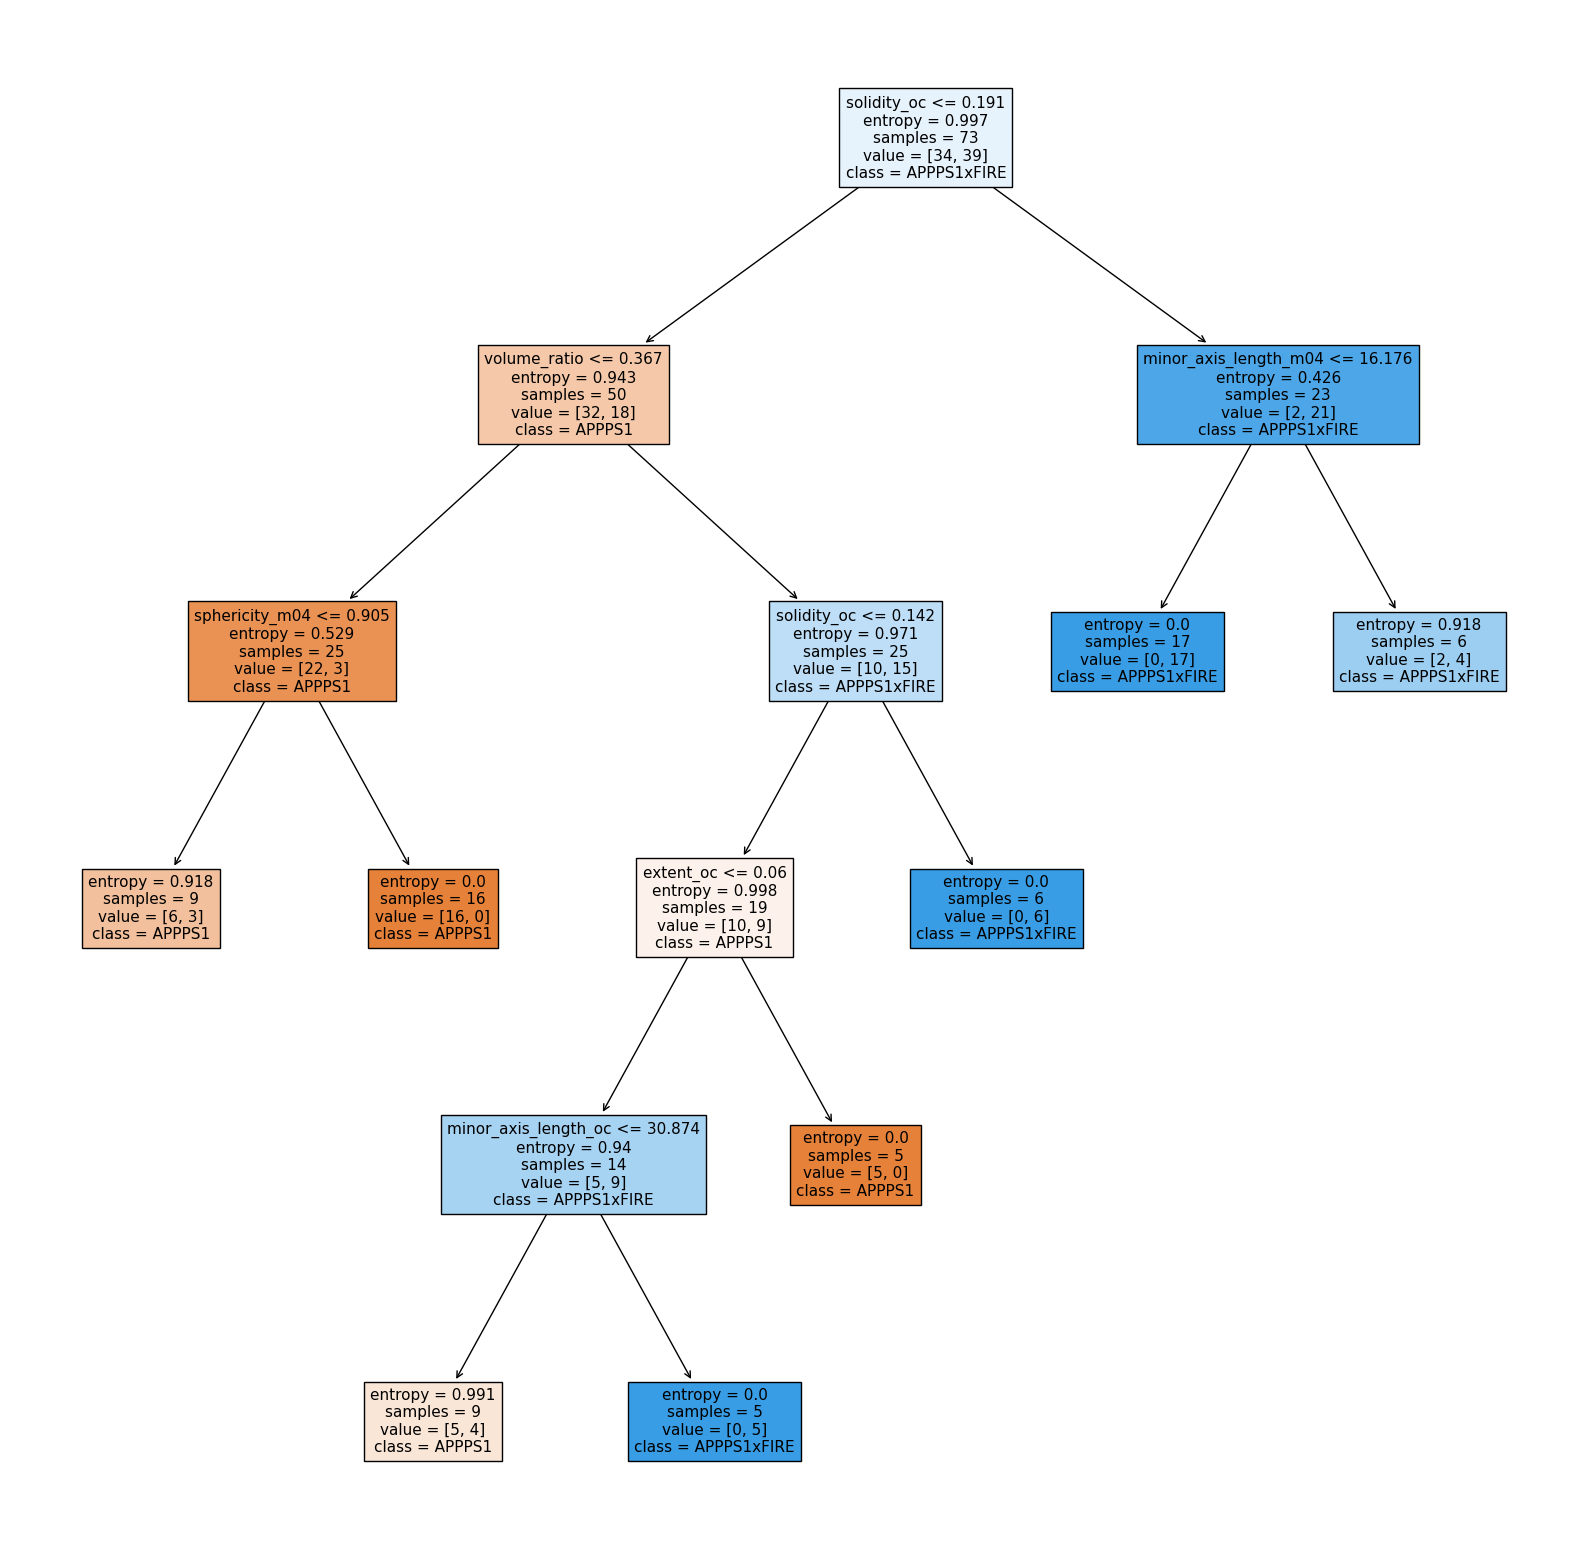 solidity_oc <= 0.191
entropy = 0.997
samples = 73
value = [34, 39]
class = APPPS1xFIRE
volume_ratio <= 0.367
entropy = 0.943
samples = 50
value = [32, 18]
class = APPPS1
minor_axis_length_m04 <= 16.176
entropy = 0.426
samples = 23
value = [2, 21]
class = APPPS1xFIRE
sphericity_m04 <= 0.905
entropy = 0.529
samples = 25
value = [22, 3]
class = APPPS1
solidity_oc <= 0.142
entropy = 0.971
samples = 25
value = [10, 15]
class = APPPS1xFIRE
entropy = 0.0
samples = 17
value = [0, 17]
class = APPPS1xFIRE
entropy = 0.918
samples = 6
value = [2, 4]
class = APPPS1xFIRE
entropy = 0.918
samples = 9
value = [6, 3]
class = APPPS1
entropy = 0.0
samples = 16
value = [16, 0]
class = APPPS1
extent_oc <= 0.06
entropy = 0.998
samples = 19
value = [10, 9]
class = APPPS1
entropy = 0.0
samples = 6
value = [0, 6]
class = APPPS1xFIRE
minor_axis_length_oc <= 30.874
entropy = 0.94
samples = 14
value = [5, 9]
class = APPPS1xFIRE
entropy = 0.0
samples = 5
value = [5, 0]
class = APPPS1
entropy = 0.991
samples = 9
value = [5, 4]
class = APPPS1
entropy = 0.0
samples = 5
value = [0, 5]
class = APPPS1xFIRE